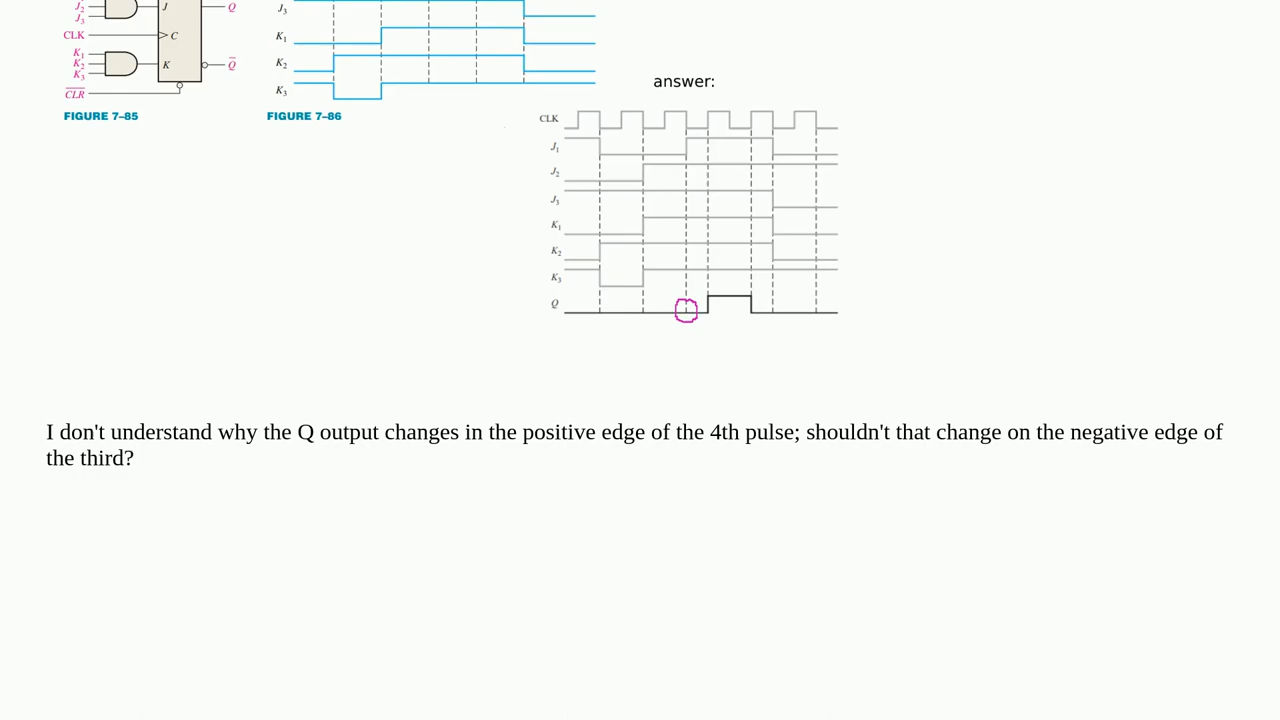 J2
J3
J
Q
CLK
C
K1
K2
K3
K
Q̅
C̅L̅R̅
FIGURE 7–85
J3
K1
K2
K3
FIGURE 7–86
answer:
CLK
J1
J2
J3
K1
K2
K3
Q
I don't understand why the Q output changes in the positive edge of the 4th pulse; shouldn't that change on the negative edge of
the third?